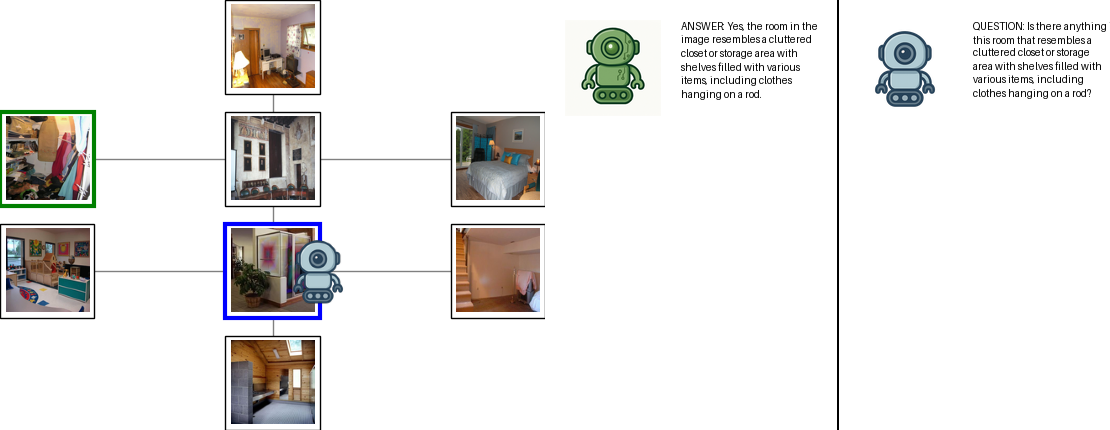 ANSWER: Yes, the room in the
image resembles a cluttered
closet or storage area with
shelves filled with various
items, including clothes
hanging on a rod.
QUESTION: Is there anything
this room that resembles a
cluttered closet or storage
area with shelves filled with
various items, including
clothes hanging on a rod?